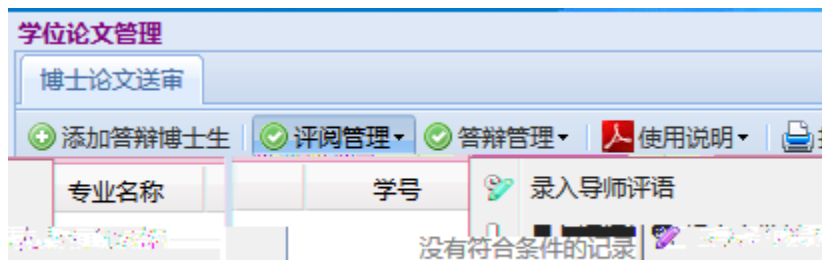 学位论文管理
博士论文送审
添加答辩博士生 评阅管理 答辩管理 使用说明
专业名称 学号 录入导师评语
没有符合条件的记录